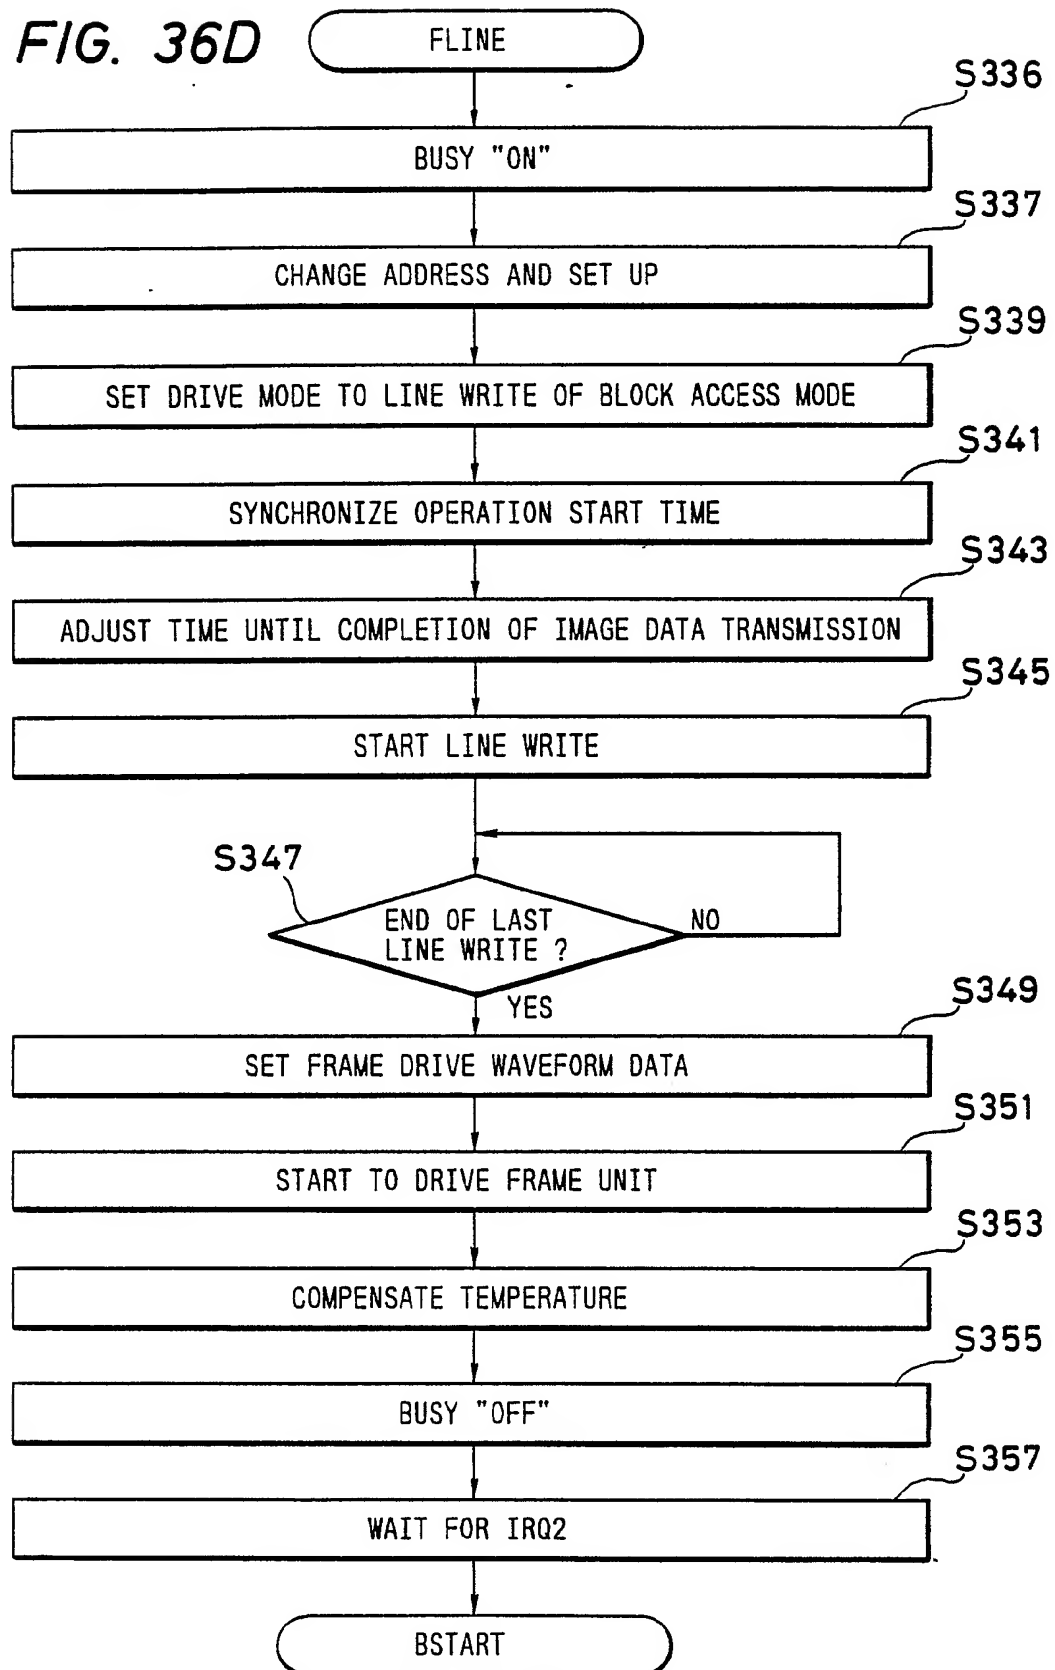 FIG. 36D
FLINE
S336
BUSY "ON"
S337
CHANGE ADDRESS AND SET UP
S339
SET DRIVE MODE TO LINE WRITE OF BLOCK ACCESS MODE
S341
SYNCHRONIZE OPERATION START TIME
S343
ADJUST TIME UNTIL COMPLETION OF IMAGE DATA TRANSMISSION
S345
START LINE WRITE
S347
END OF LAST
LINE WRITE ?
NO
YES
S349
SET FRAME DRIVE WAVEFORM DATA
S351
START TO DRIVE FRAME UNIT
S353
COMPENSATE TEMPERATURE
S355
BUSY "OFF"
S357
WAIT FOR IRQ2
BSTART